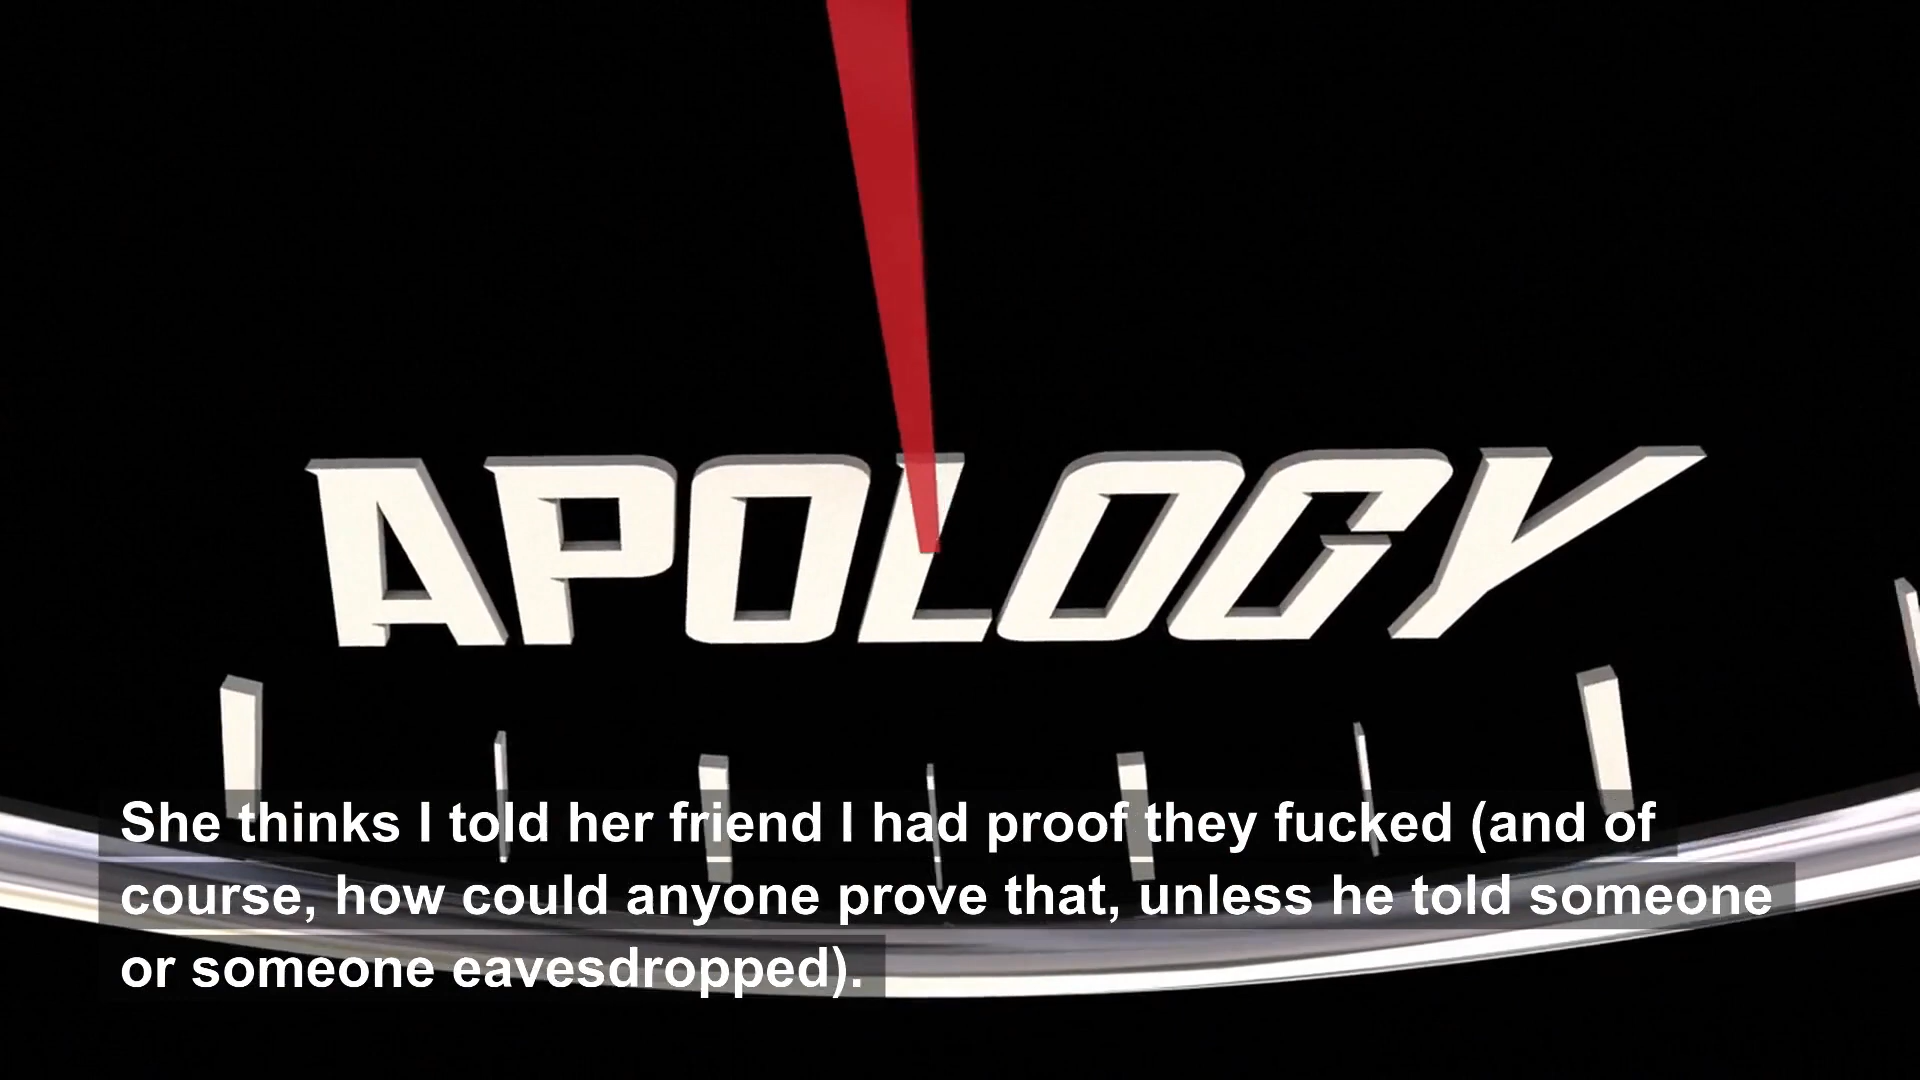 APOLOGY
She thinks I told her friend I had proof they fucked (and of
course, how could anyone prove that, unless he told someone
or someone eavesdropped).